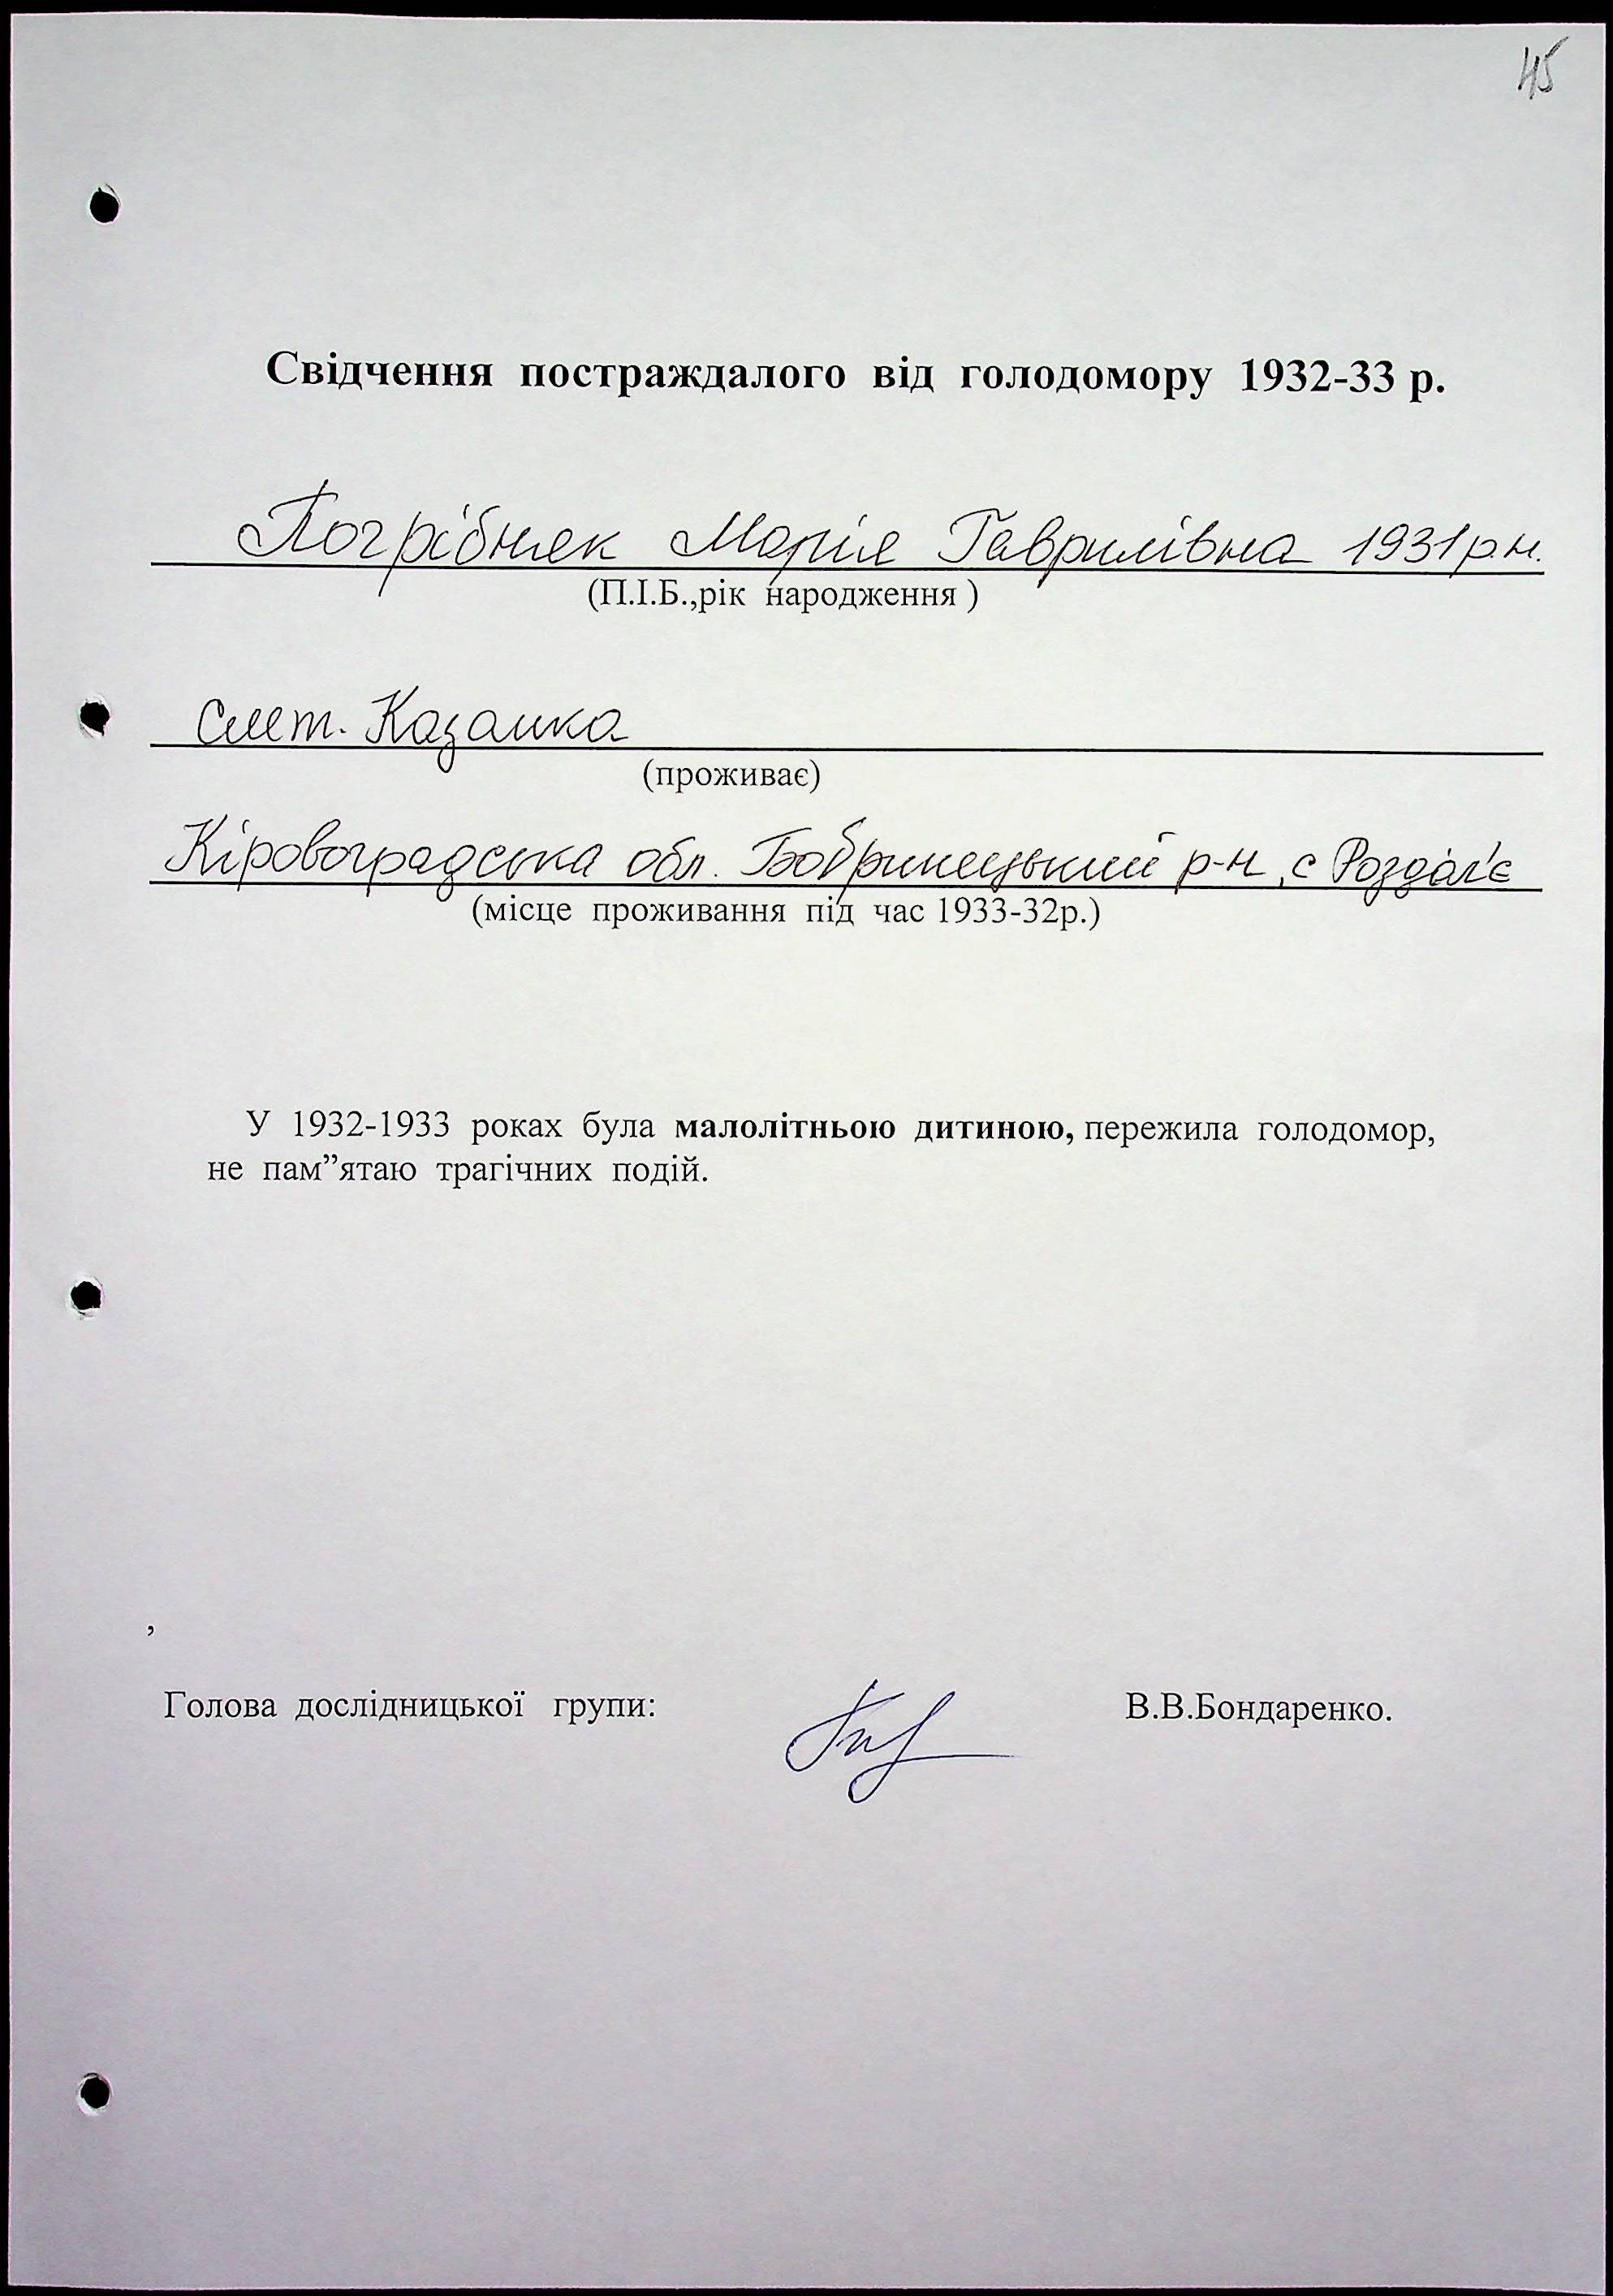 45
Свідчення постраждалого від голодомору 1932-33 р.
Погрібняк Марія Гаврилівна 1931 р.н.
(П.І.Б.,рік народження )
смт. Казанка
(проживає)
Кіровоградська обл. Бобринецький р-н, с Роздол'є
(місце проживання під час 1933-32р.)
У 1932-1933 роках була малолітньою дитиною, пережила голодомор,
не пам”ятаю трагічних подій.
,
Голова дослідницької групи: В.В.Бондаренко.